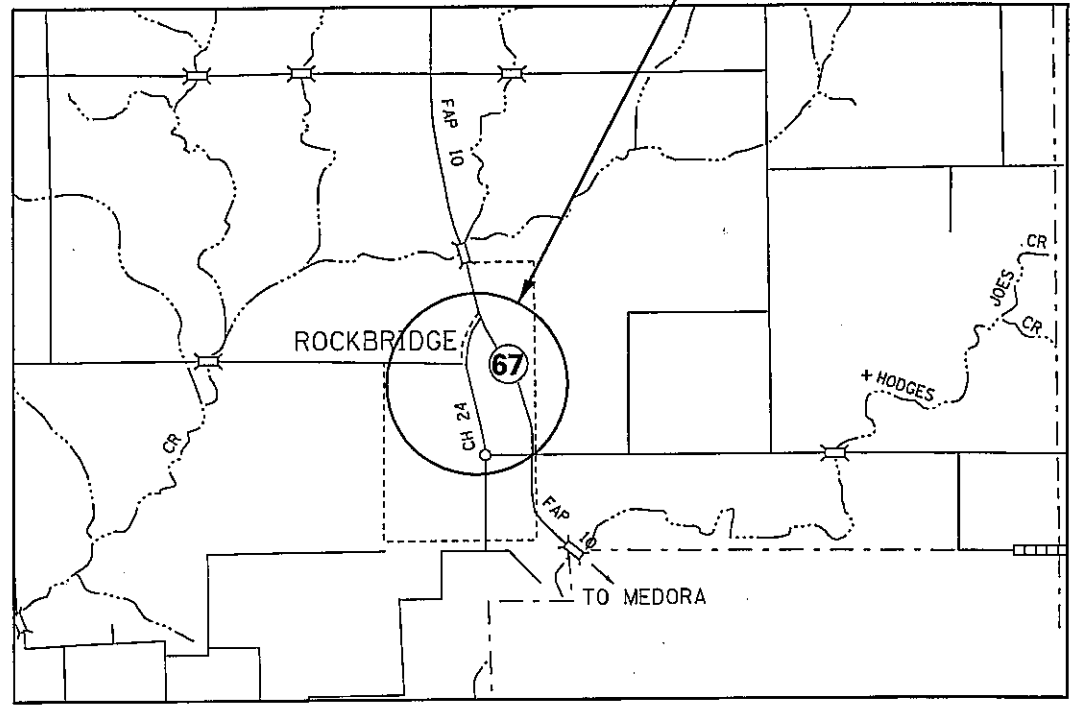 FAP 10
CR
JOES
CR
ROCKBRIDGE
67
+ HODGES
CH 24
CR
FAP 10
TO MEDORA